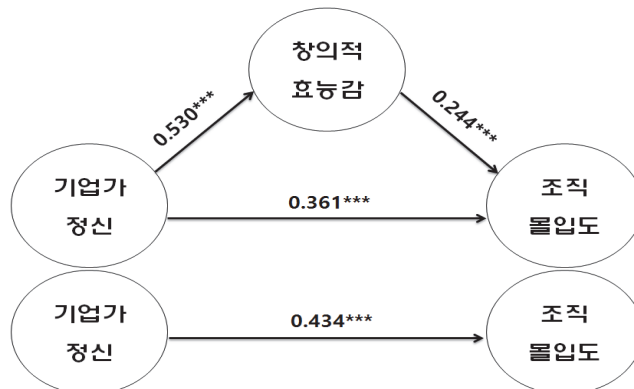 창의적
효능감
0.530***
0.244***
기업가
정신
0.361***
조직
몰입도
기업가
정신
0.434***
조직
몰입도